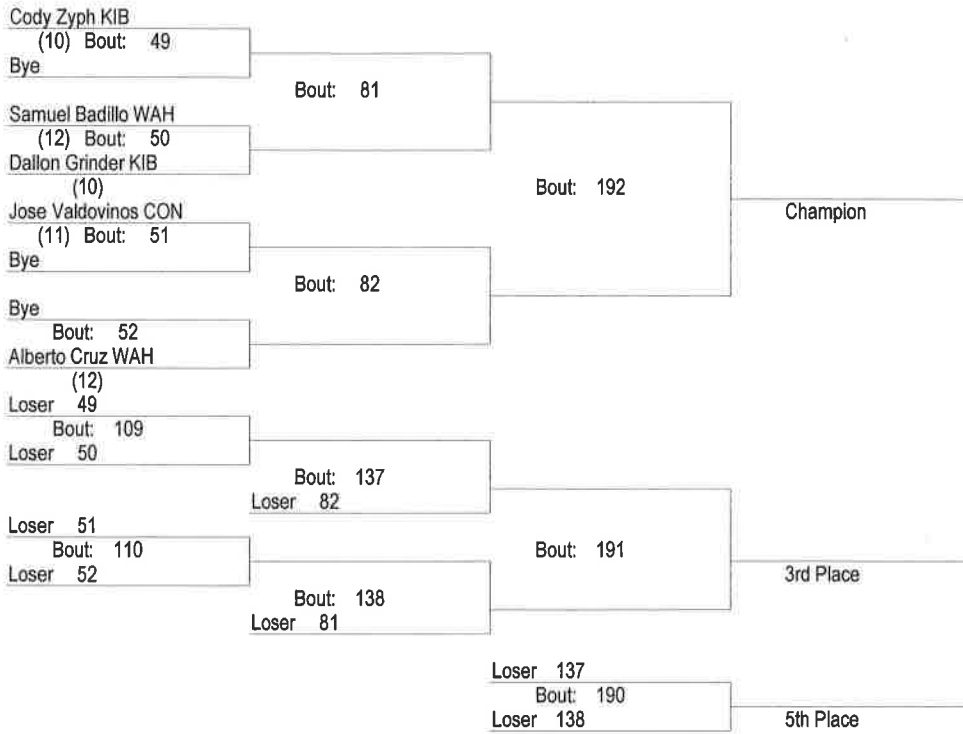 Cody Zyph KIB
(10) Bout: 49
Bye
Bout: 81
Samuel Badillo WAH
(12) Bout: 50
Dallon Grinder KIB
(10)
Bout: 192
Jose Valdovinos CON
(11) Bout: 51
Bye
Champion
Bout: 82
Bye
Bout: 52
Alberto Cruz WAH
(12)
Loser 49
Bout: 109
Loser 50
Bout: 137
Loser 82
Loser 51
Bout: 110
Loser 52
Bout: 191
3rd Place
Bout: 138
Loser 81
Loser 137
Bout: 190
Loser 138
5th Place